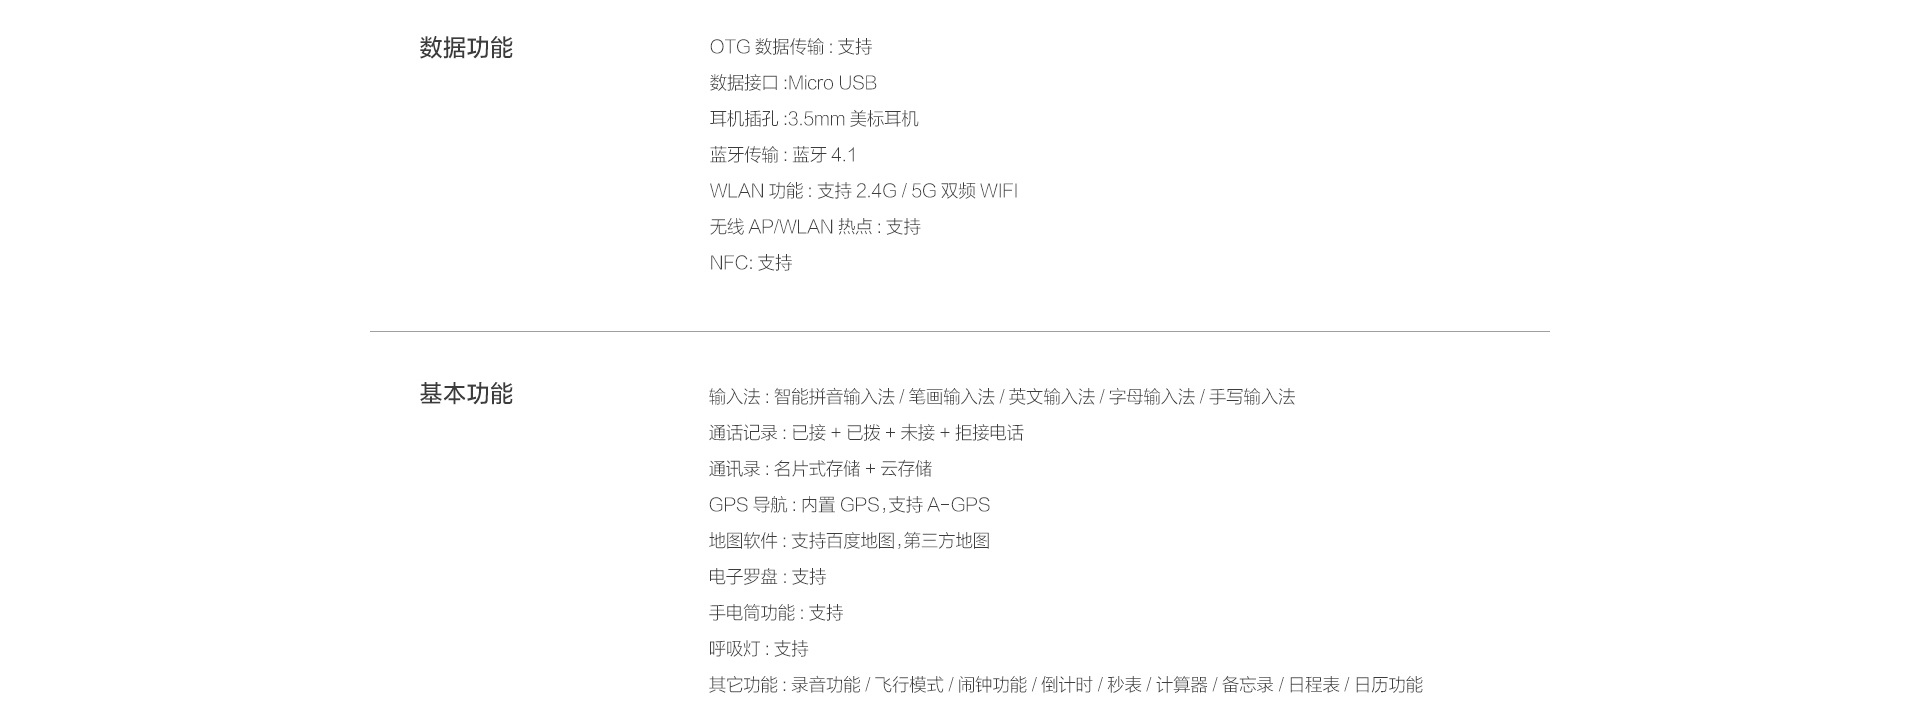 数据功能
OTG 数据传输 : 支持
数据接口 :Micro USB
耳机插孔 :3.5mm 美标耳机
蓝牙传输 : 蓝牙 4.1
WLAN 功能 : 支持 2.4G / 5G 双频 WIFI
无线 AP/WLAN 热点 : 支持
NFC: 支持
基本功能
输入法 : 智能拼音输入法 / 笔画输入法 / 英文输入法 / 字母输入法 / 手写输入法
通话记录 : 已接 + 已拨 + 未接 + 拒接电话
通讯录 : 名片式存储 + 云存储
GPS 导航 : 内置 GPS,支持 A-GPS
地图软件 : 支持百度地图,第三方地图
电子罗盘 : 支持
手电筒功能 : 支持
呼吸灯 : 支持
其它功能 : 录音功能 / 飞行模式 / 闹钟功能 / 倒计时 / 秒表 / 计算器 / 备忘录 / 日程表 / 日历功能